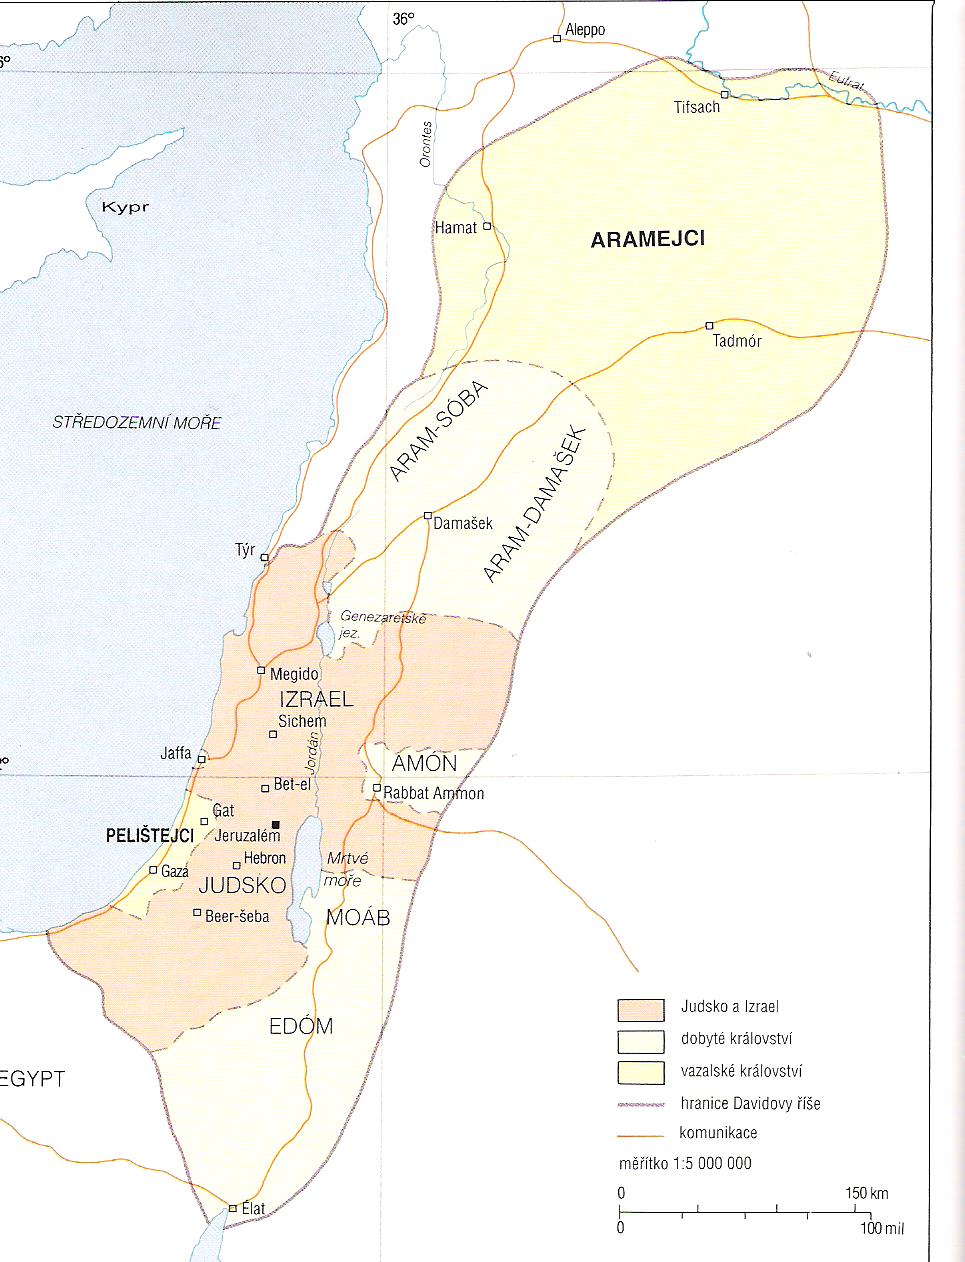 36°
Aleppo
6°
Eufrat
Tifsach
Orontes
Kypr
Hamat
ARAMEJCI
Tadmór
STŘEDOZEMNÍ MOŘE
ARAM-SÓBA
ARAM-DAMAŠEK
Damašek
Týr
Genezaretské
jez.
Megido
IZRAEL
Sichem
Jordán
Jaffa
AMÓN
2°
Bet-el
Rabbat Ammon
Gat
PELIŠTEJCI
Jeruzalém
Hebron
Mrtvé
moře
Gaza
JUDSKO
Beer-šeba
MOÁB
EDÓM
EGYPT
Élat
Judsko a Izrael
dobyté království
vazalské království
hranice Davidovy říše
komunikace
měřítko 1:5 000 000
0 150 km
0 100 mil